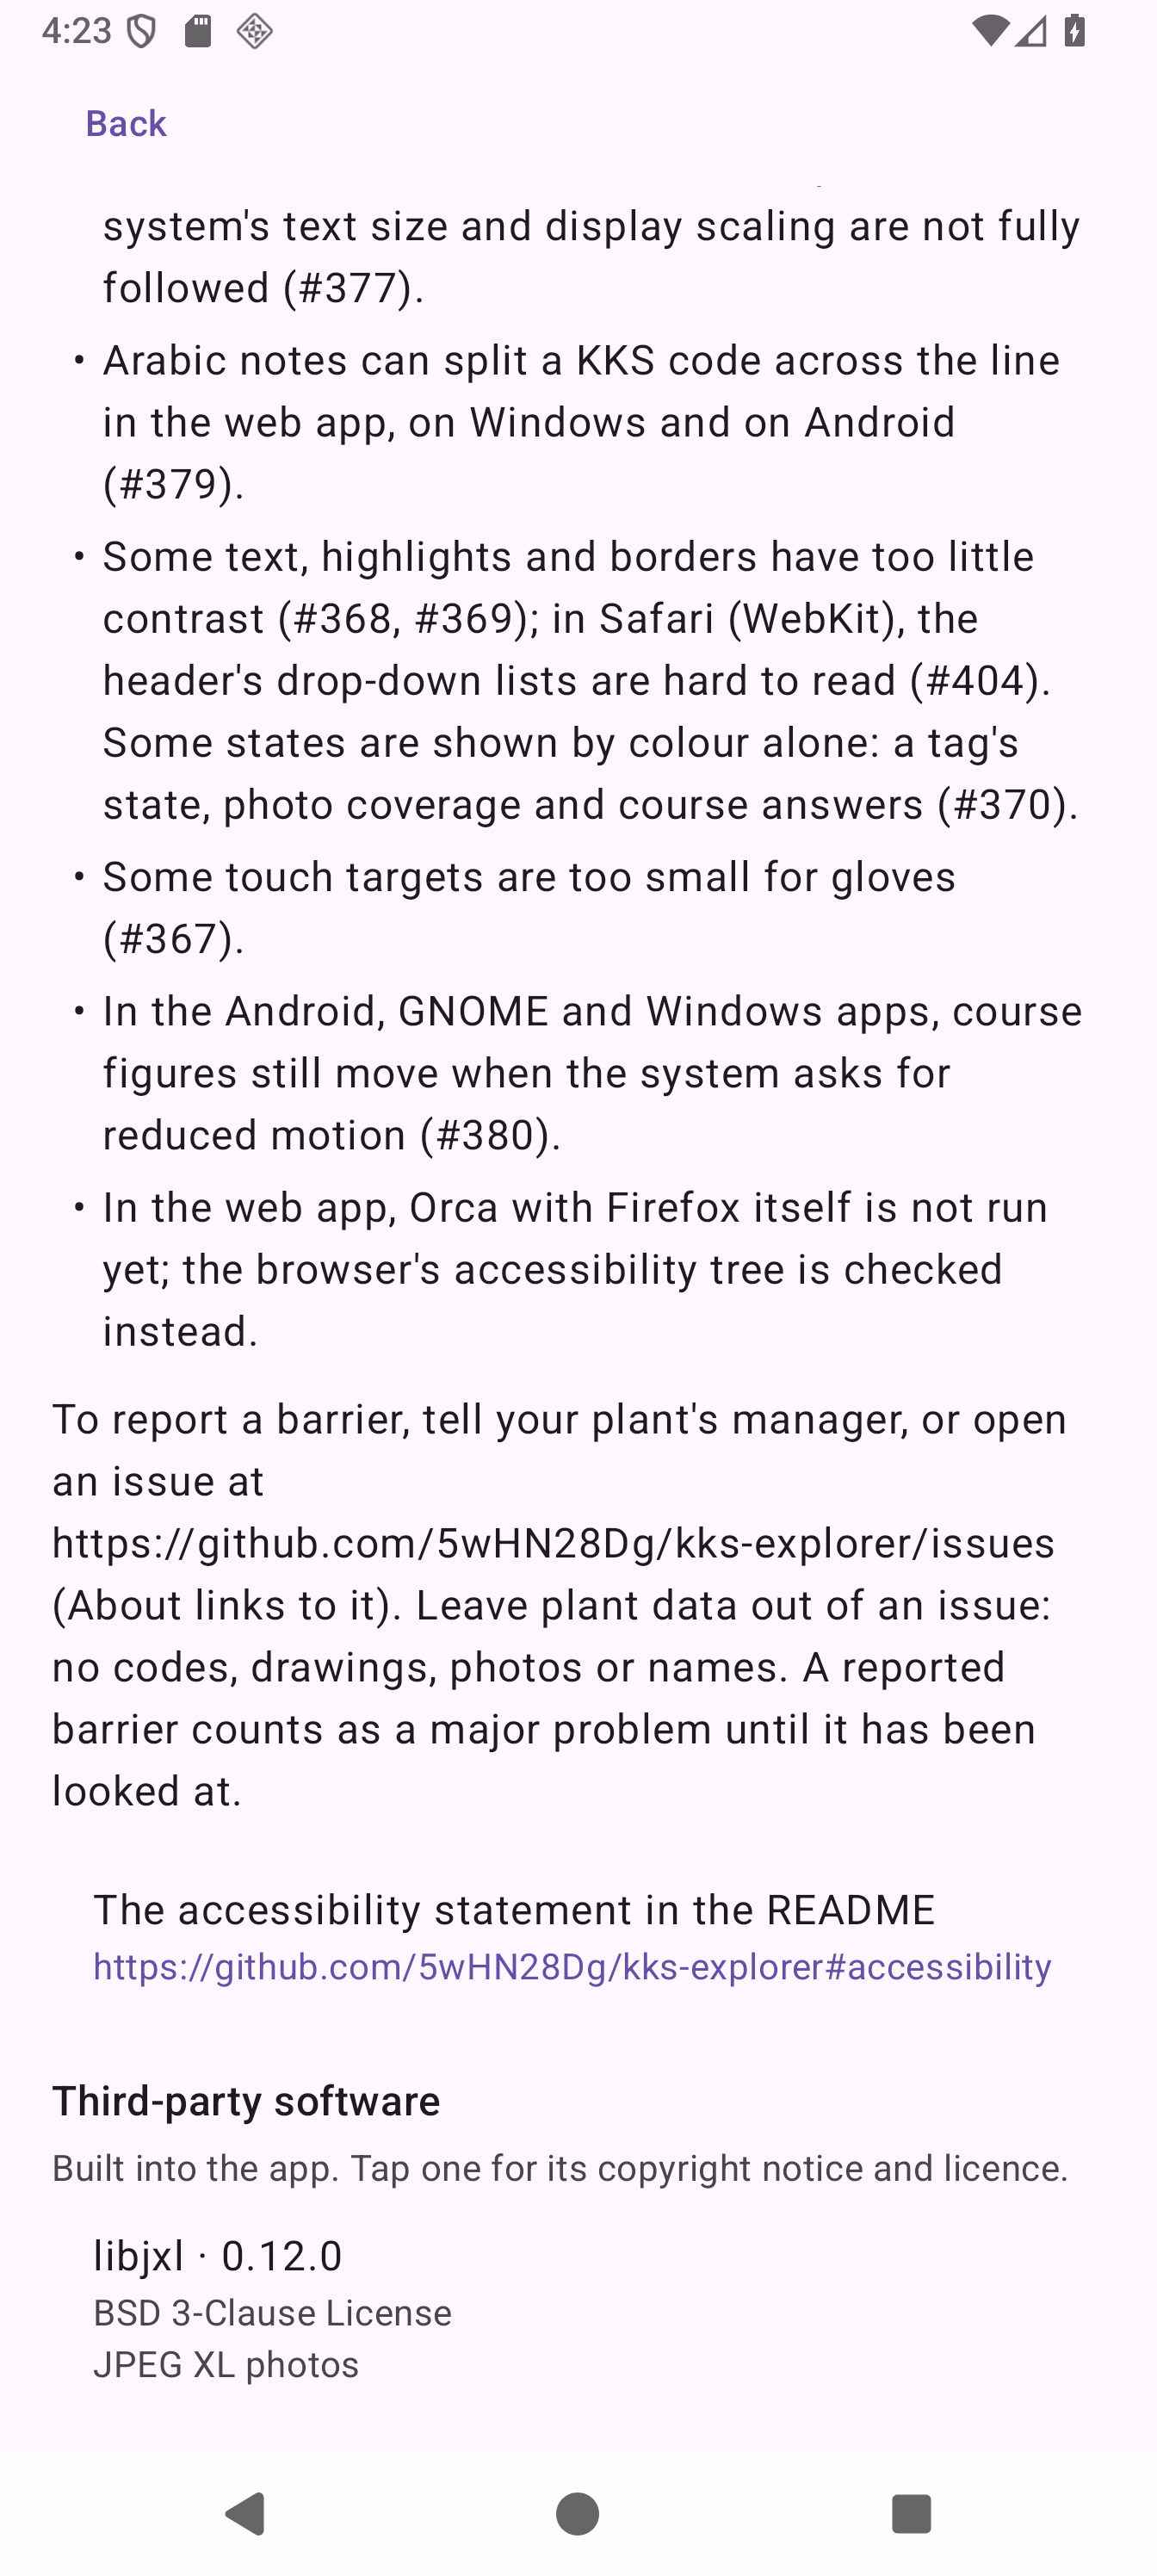 4:23
Back
system's text size and display scaling are not fully
followed (#377).
• Arabic notes can split a KKS code across the line
in the web app, on Windows and on Android
(#379).
• Some text, highlights and borders have too little
contrast (#368, #369); in Safari (WebKit), the
header's drop-down lists are hard to read (#404).
Some states are shown by colour alone: a tag's
state, photo coverage and course answers (#370).
• Some touch targets are too small for gloves
(#367).
• In the Android, GNOME and Windows apps, course
figures still move when the system asks for
reduced motion (#380).
• In the web app, Orca with Firefox itself is not run
yet; the browser's accessibility tree is checked
instead.
To report a barrier, tell your plant's manager, or open
an issue at
https://github.com/5wHN28Dg/kks-explorer/issues
(About links to it). Leave plant data out of an issue:
no codes, drawings, photos or names. A reported
barrier counts as a major problem until it has been
looked at.
The accessibility statement in the README
https://github.com/5wHN28Dg/kks-explorer#accessibility
Third-party software
Built into the app. Tap one for its copyright notice and licence.
libjxl · 0.12.0
BSD 3-Clause License
JPEG XL photos